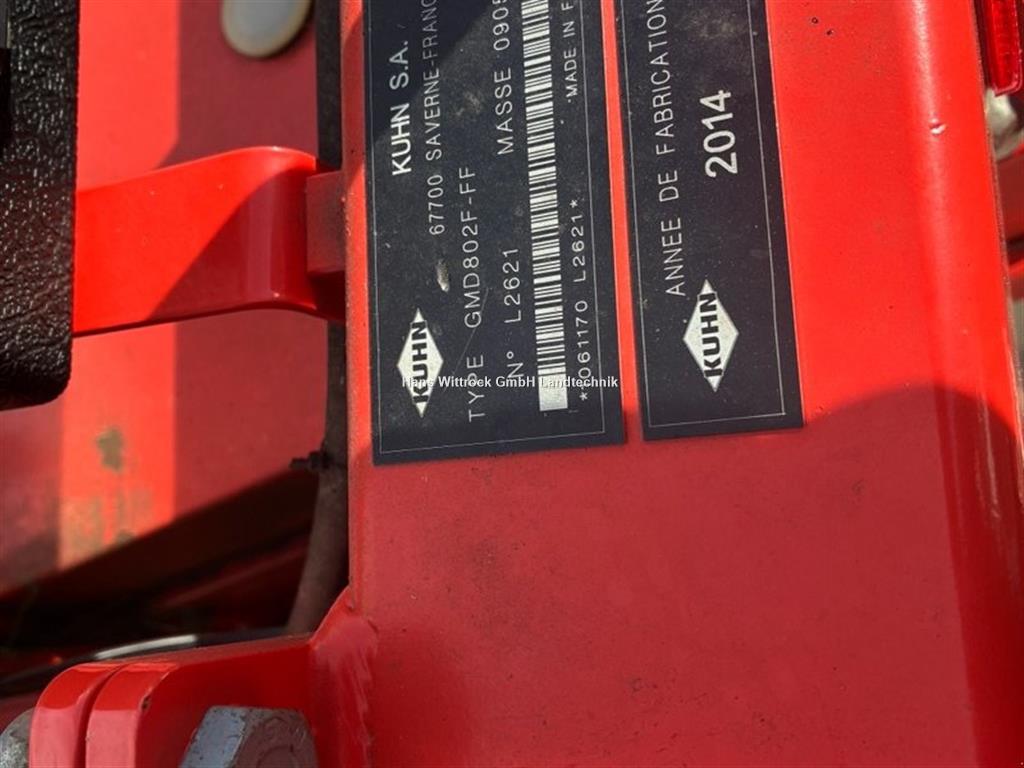 KUHN S.A.
67700 SAVERNE-FRANC
KUHN
TYPE GMD802F-FF
N° L2621 MASSE 0905
*061170 L2621*
MADE IN F
ANNEE DE FABRICATION
2014
KUHN
Hans Wittrock GmbH Landtechnik